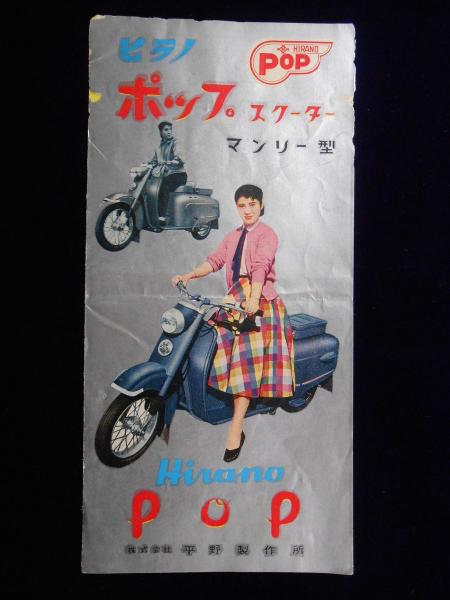 ヒラノ
HIRANO
POP
ポップ スクーター
マンリー型
Hirano
POP
株式会社 平野製作所